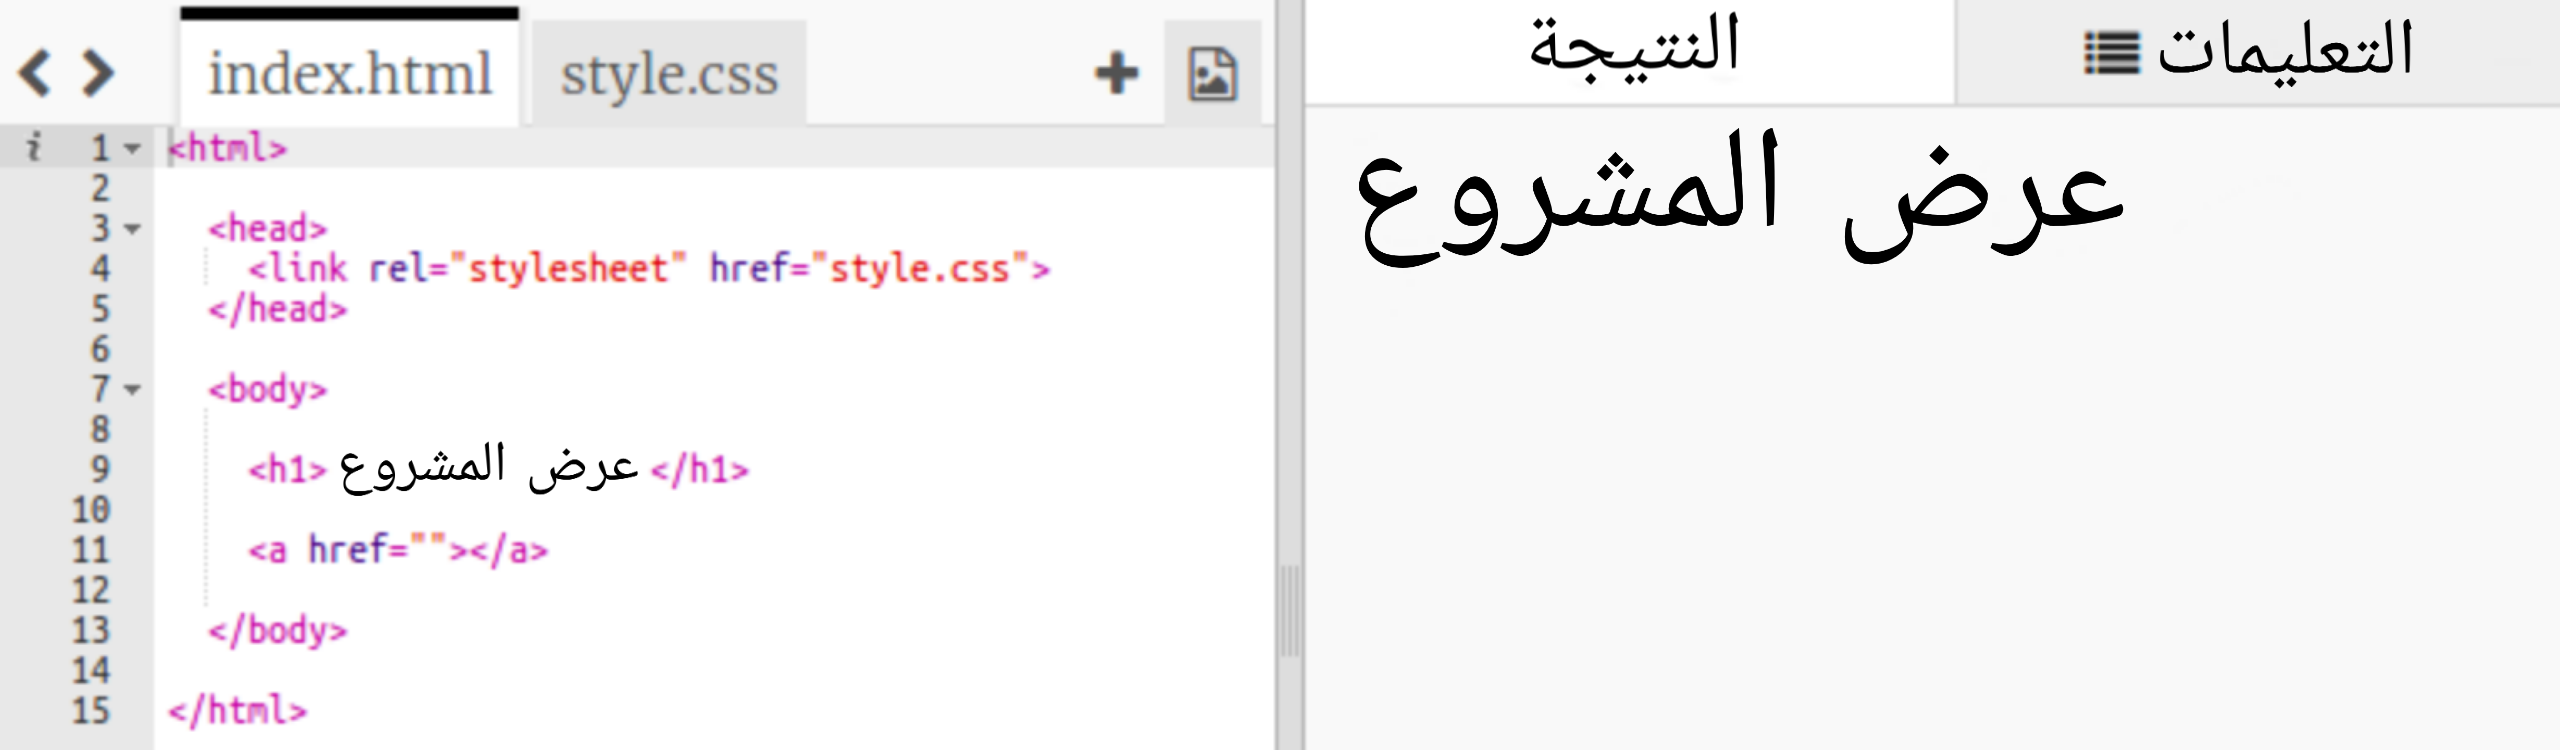 index.html style.css
النتيجة التعليمات
1 <html>
2
3 <head>
4 <link rel="stylesheet" href="style.css">
5 </head>
6
7 <body>
8
9 <h1> عرض المشروع </h1>
10
11 <a href=""></a>
12
13 </body>
14
15 </html>
عرض المشروع